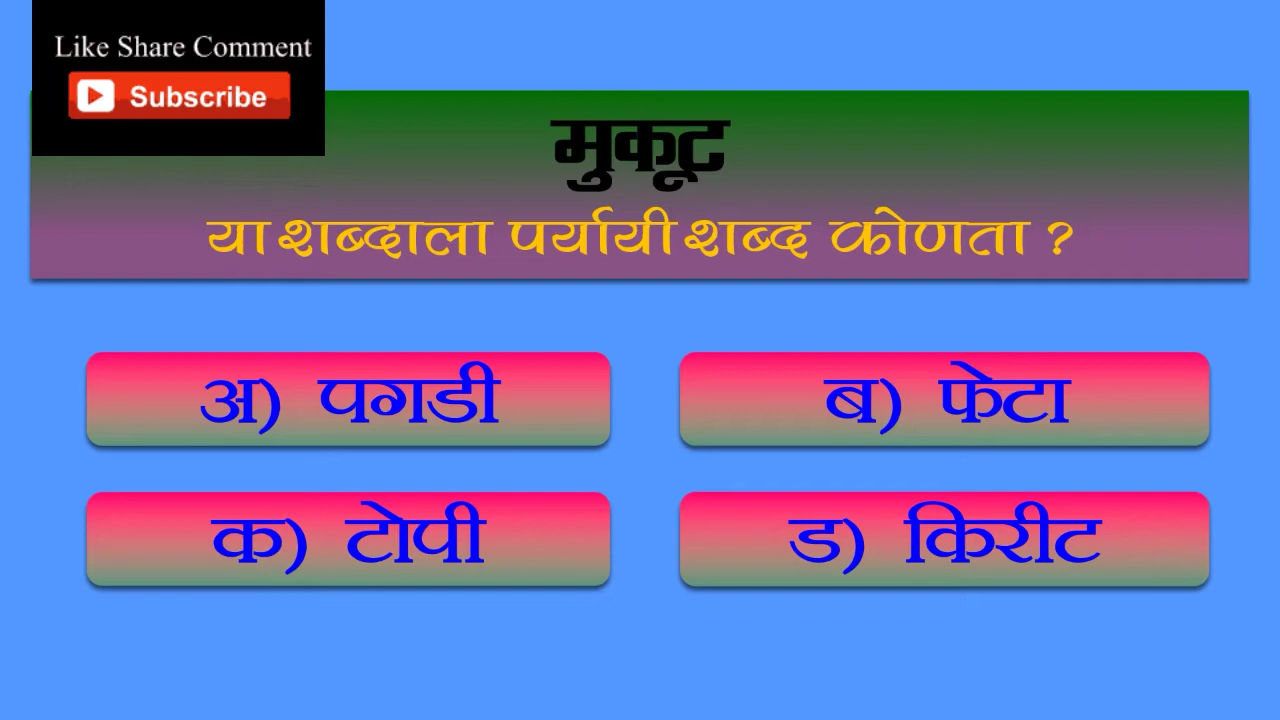 Like Share Comment
Subscribe
मुकूट
या शब्दाला पर्यायी शब्द कोणता ?
अ) पगडी
ब) फेटा
क) टोपी
ड) किरीट